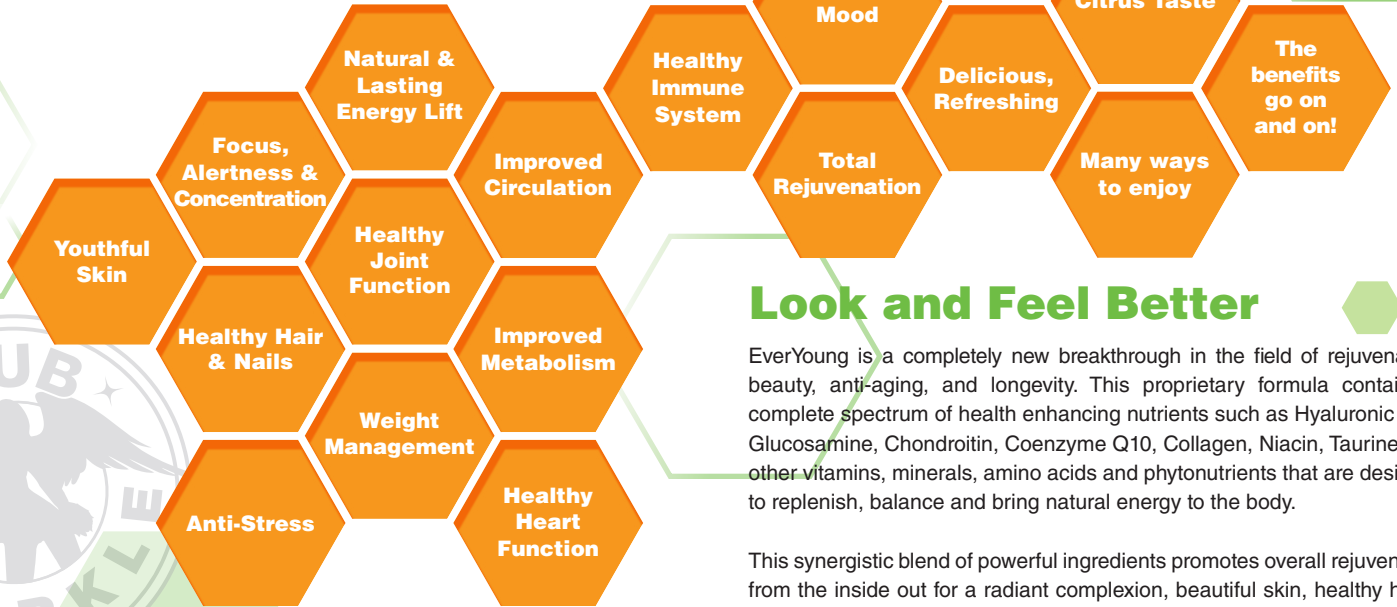 Mood
Citrus Taste
Natural &
Lasting
Energy Lift
Healthy
Immune
System
Delicious,
Refreshing
The
benefits
go on
and on!
Focus,
Alertness &
Concentration
Improved
Circulation
Total
Rejuvenation
Many ways
to enjoy
Youthful
Skin
Healthy
Joint
Function
Healthy Hair
& Nails
Improved
Metabolism
Weight
Management
Anti-Stress
Healthy
Heart
Function
Look and Feel Better
EverYoung is a completely new breakthrough in the field of
beauty, anti-aging, and longevity. This proprietary formula
complete spectrum of health enhancing nutrients such as Hyaluronic
Glucosamine, Chondroitin, Coenzyme Q10, Collagen, Niacin, Taurine
other vitamins, minerals, amino acids and phytonutrients that are
to replenish, balance and bring natural energy to the body.
This synergistic blend of powerful ingredients promotes overall
from the inside out for a radiant complexion, beautiful skin, healthy
UB
KLE